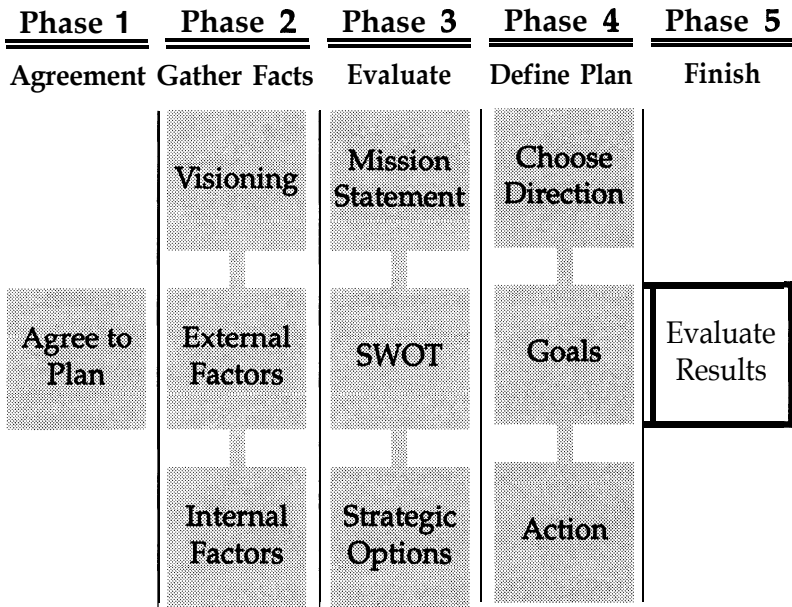 Phase 1 Phase 2 Phase 3 Phase 4 Phase 5
Agreement Gather Facts Evaluate Define Plan Finish
Visioning
Mission
Statement
Choose
Direction
Agree to
Plan
External
Factors
SWOT
Goals
Evaluate
Results
Internal
Factors
Strategic
Options
Action